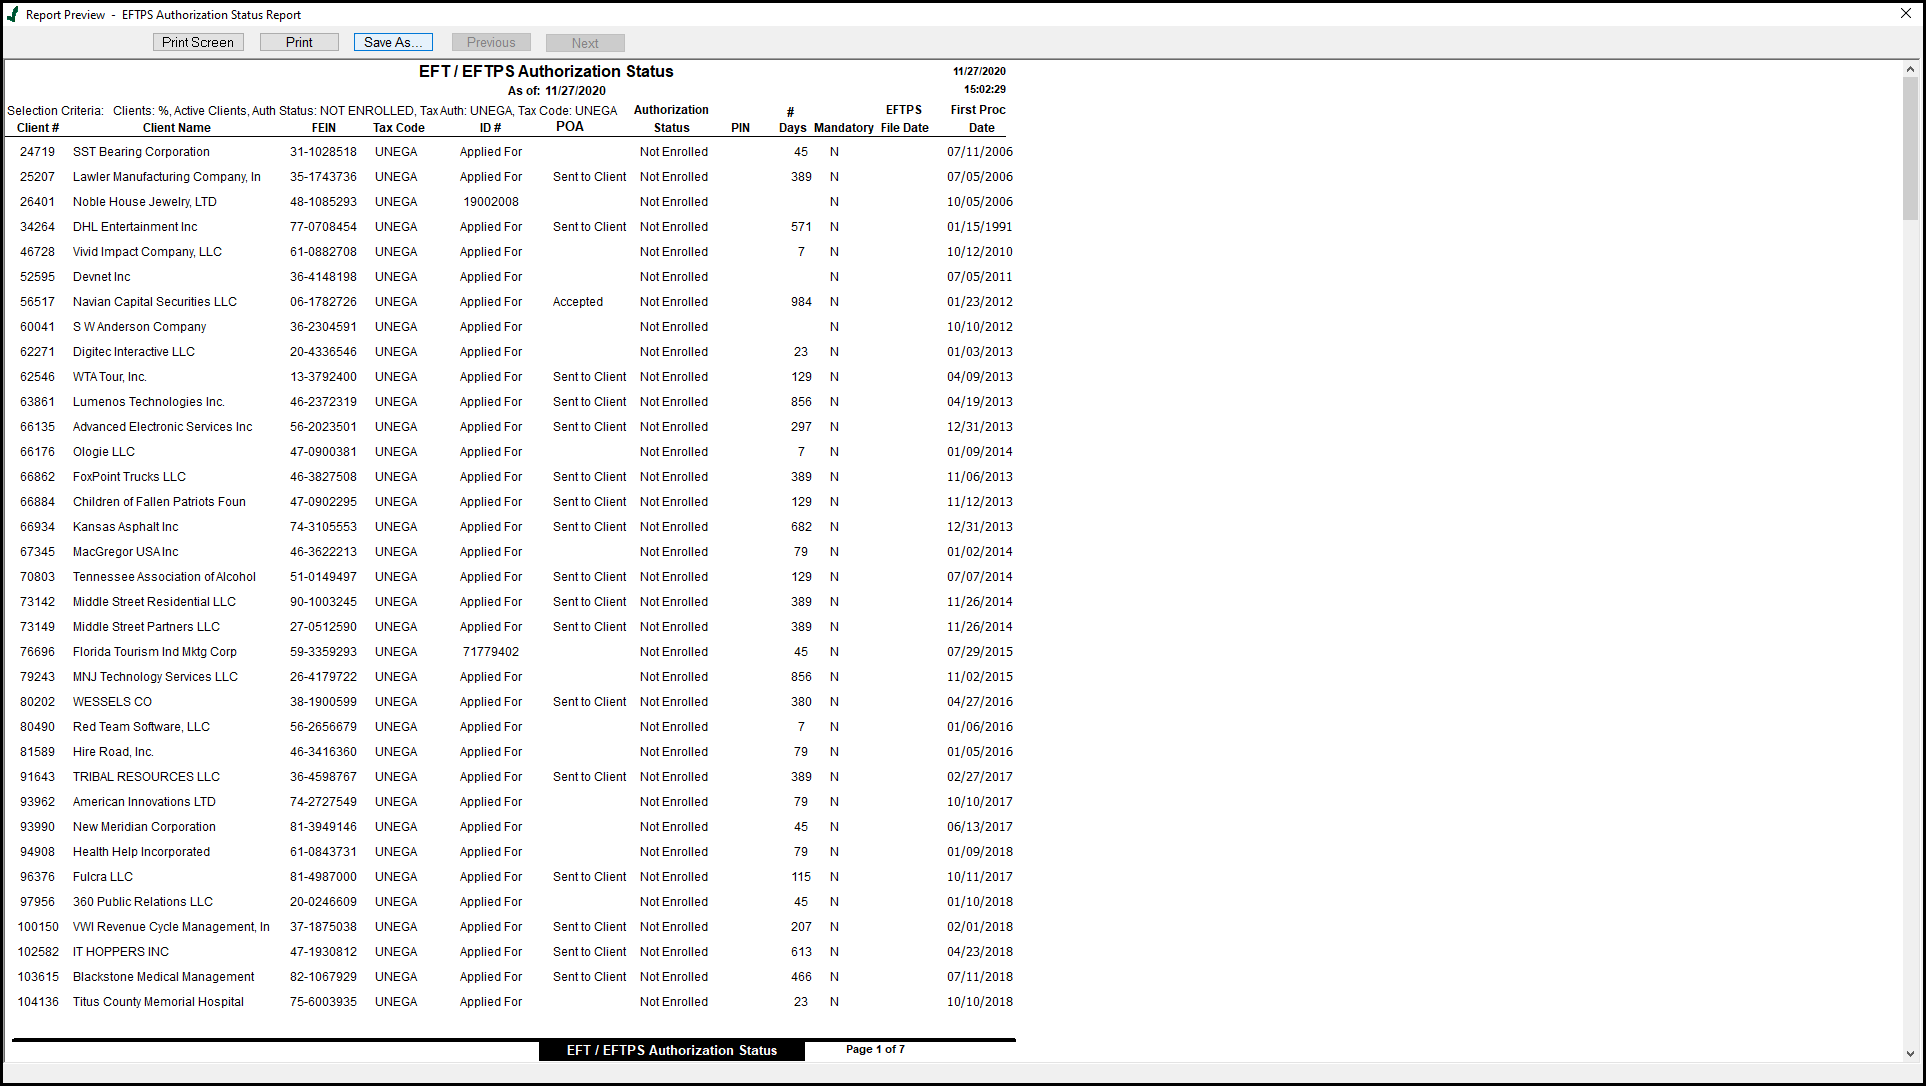 Report Preview - EFTPS Authorization Status Report
Print Screen Print Save As... Previous Next
EFT / EFTPS Authorization Status 11/27/2020
As of: 11/27/2020 15:02:29
Selection Criteria: Clients: %, Active Clients, Auth Status: NOT ENROLLED, Tax Auth: UNEGA, Tax Code: UNEGA Authorization # EFTPS First Proc
Client # Client Name FEIN Tax Code ID # POA Status PIN Days Mandatory File Date Date
24719 SST Bearing Corporation 31-1028518 UNEGA Applied For Not Enrolled 45 N 07/11/2006
25207 Lawler Manufacturing Company, In 35-1743736 UNEGA Applied For Sent to Client Not Enrolled 389 N 07/05/2006
26401 Noble House Jewelry, LTD 48-1085293 UNEGA 19002008 Not Enrolled N 10/05/2006
34264 DHL Entertainment Inc 77-0708454 UNEGA Applied For Sent to Client Not Enrolled 571 N 01/15/1991
46728 Vivid Impact Company, LLC 61-0882708 UNEGA Applied For Not Enrolled 7 N 10/12/2010
52595 Devnet Inc 36-4148198 UNEGA Applied For Not Enrolled N 07/05/2011
56517 Navian Capital Securities LLC 06-1782726 UNEGA Applied For Accepted Not Enrolled 984 N 01/23/2012
60041 S W Anderson Company 36-2304591 UNEGA Applied For Not Enrolled N 10/10/2012
62271 Digitec Interactive LLC 20-4336546 UNEGA Applied For Not Enrolled 23 N 01/03/2013
62546 WTA Tour, Inc. 13-3792400 UNEGA Applied For Sent to Client Not Enrolled 129 N 04/09/2013
63861 Lumenos Technologies Inc. 46-2372319 UNEGA Applied For Sent to Client Not Enrolled 856 N 04/19/2013
66135 Advanced Electronic Services Inc 56-2023501 UNEGA Applied For Sent to Client Not Enrolled 297 N 12/31/2013
66176 Ologie LLC 47-0900381 UNEGA Applied For Not Enrolled 7 N 01/09/2014
66862 FoxPoint Trucks LLC 46-3827508 UNEGA Applied For Sent to Client Not Enrolled 389 N 11/06/2013
66884 Children of Fallen Patriots Foun 47-0902295 UNEGA Applied For Sent to Client Not Enrolled 129 N 11/12/2013
66934 Kansas Asphalt Inc 74-3105553 UNEGA Applied For Sent to Client Not Enrolled 682 N 12/31/2013
67345 MacGregor USA Inc 46-3622213 UNEGA Applied For Not Enrolled 79 N 01/02/2014
70803 Tennessee Association of Alcohol 51-0149497 UNEGA Applied For Sent to Client Not Enrolled 129 N 07/07/2014
73142 Middle Street Residential LLC 90-1003245 UNEGA Applied For Sent to Client Not Enrolled 389 N 11/26/2014
73149 Middle Street Partners LLC 27-0512590 UNEGA Applied For Sent to Client Not Enrolled 389 N 11/26/2014
76696 Florida Tourism Ind Mktg Corp 59-3359293 UNEGA 71779402 Not Enrolled 45 N 07/29/2015
79243 MNJ Technology Services LLC 26-4179722 UNEGA Applied For Not Enrolled 856 N 11/02/2015
80202 WESSELS CO 38-1900599 UNEGA Applied For Sent to Client Not Enrolled 380 N 04/27/2016
80490 Red Team Software, LLC 56-2656679 UNEGA Applied For Not Enrolled 7 N 01/06/2016
81589 Hire Road, Inc. 46-3416360 UNEGA Applied For Not Enrolled 79 N 01/05/2016
91643 TRIBAL RESOURCES LLC 36-4598767 UNEGA Applied For Sent to Client Not Enrolled 389 N 02/27/2017
93962 American Innovations LTD 74-2727549 UNEGA Applied For Not Enrolled 79 N 10/10/2017
93990 New Meridian Corporation 81-3949146 UNEGA Applied For Not Enrolled 45 N 06/13/2017
94908 Health Help Incorporated 61-0843731 UNEGA Applied For Not Enrolled 79 N 01/09/2018
96376 Fulcra LLC 81-4987000 UNEGA Applied For Sent to Client Not Enrolled 115 N 10/11/2017
97956 360 Public Relations LLC 20-0246609 UNEGA Applied For Not Enrolled 45 N 01/10/2018
100150 VWI Revenue Cycle Management, In 37-1875038 UNEGA Applied For Sent to Client Not Enrolled 207 N 02/01/2018
102582 IT HOPPERS INC 47-1930812 UNEGA Applied For Sent to Client Not Enrolled 613 N 04/23/2018
103615 Blackstone Medical Management 82-1067929 UNEGA Applied For Sent to Client Not Enrolled 466 N 07/11/2018
104136 Titus County Memorial Hospital 75-6003935 UNEGA Applied For Not Enrolled 23 N 10/10/2018
EFT / EFTPS Authorization Status Page 1 of 7